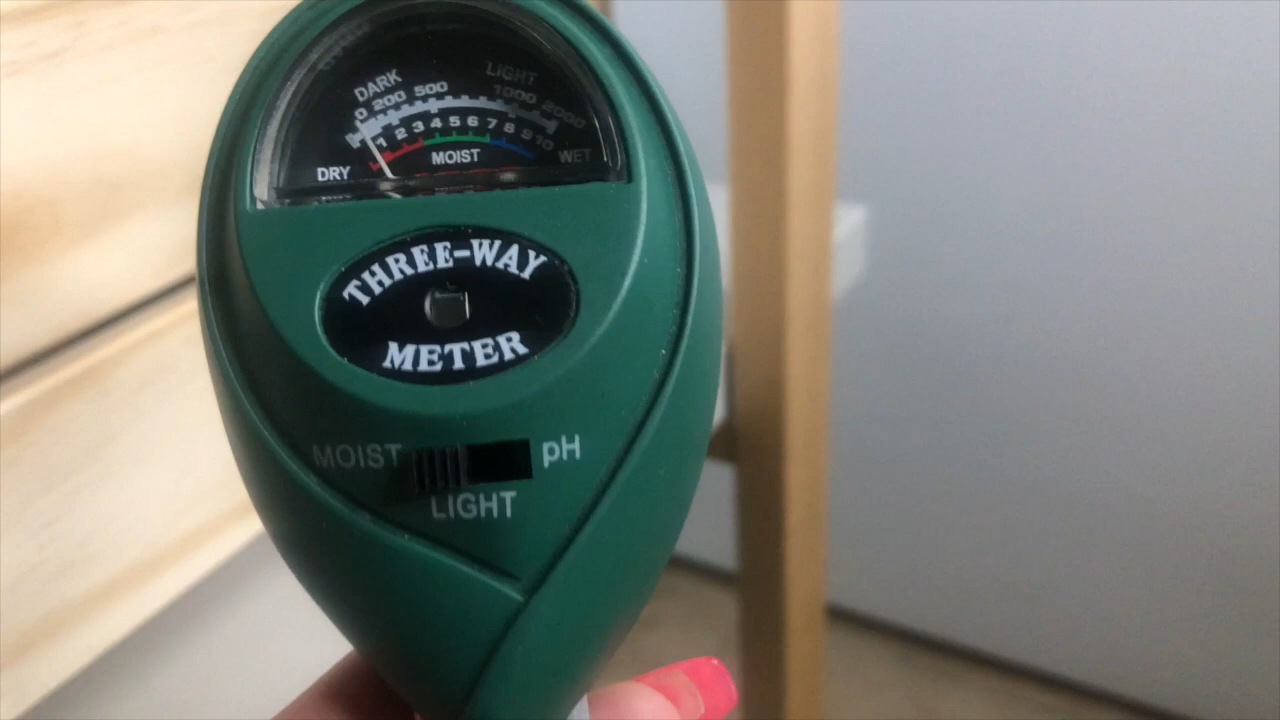 DARK LIGHT
0 200 500 1000 2000
1 2 3 4 5 6 7 8 9 10
DRY MOIST WET
THREE-WAY
METER
MOIST pH
LIGHT